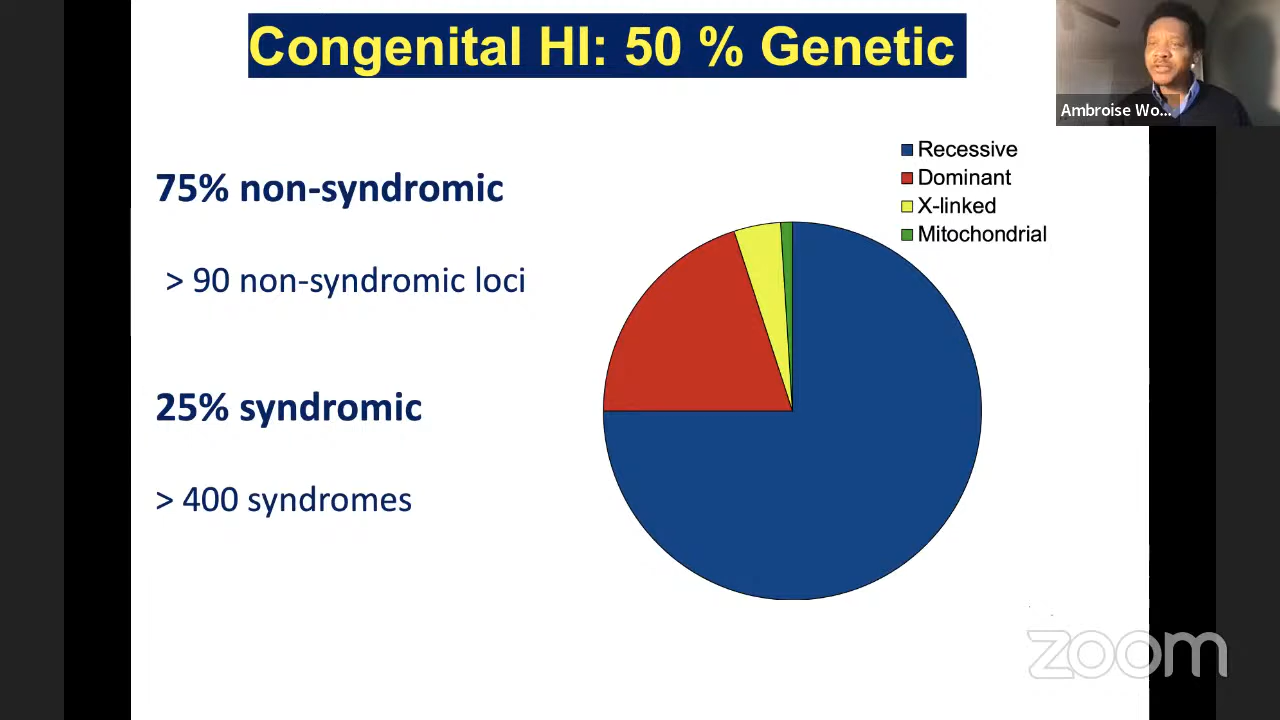 Congenital HI: 50 % Genetic
Ambroise Wo...
75% non-syndromic
> 90 non-syndromic loci
25% syndromic
> 400 syndromes
Recessive
Dominant
X-linked
Mitochondrial
zoom